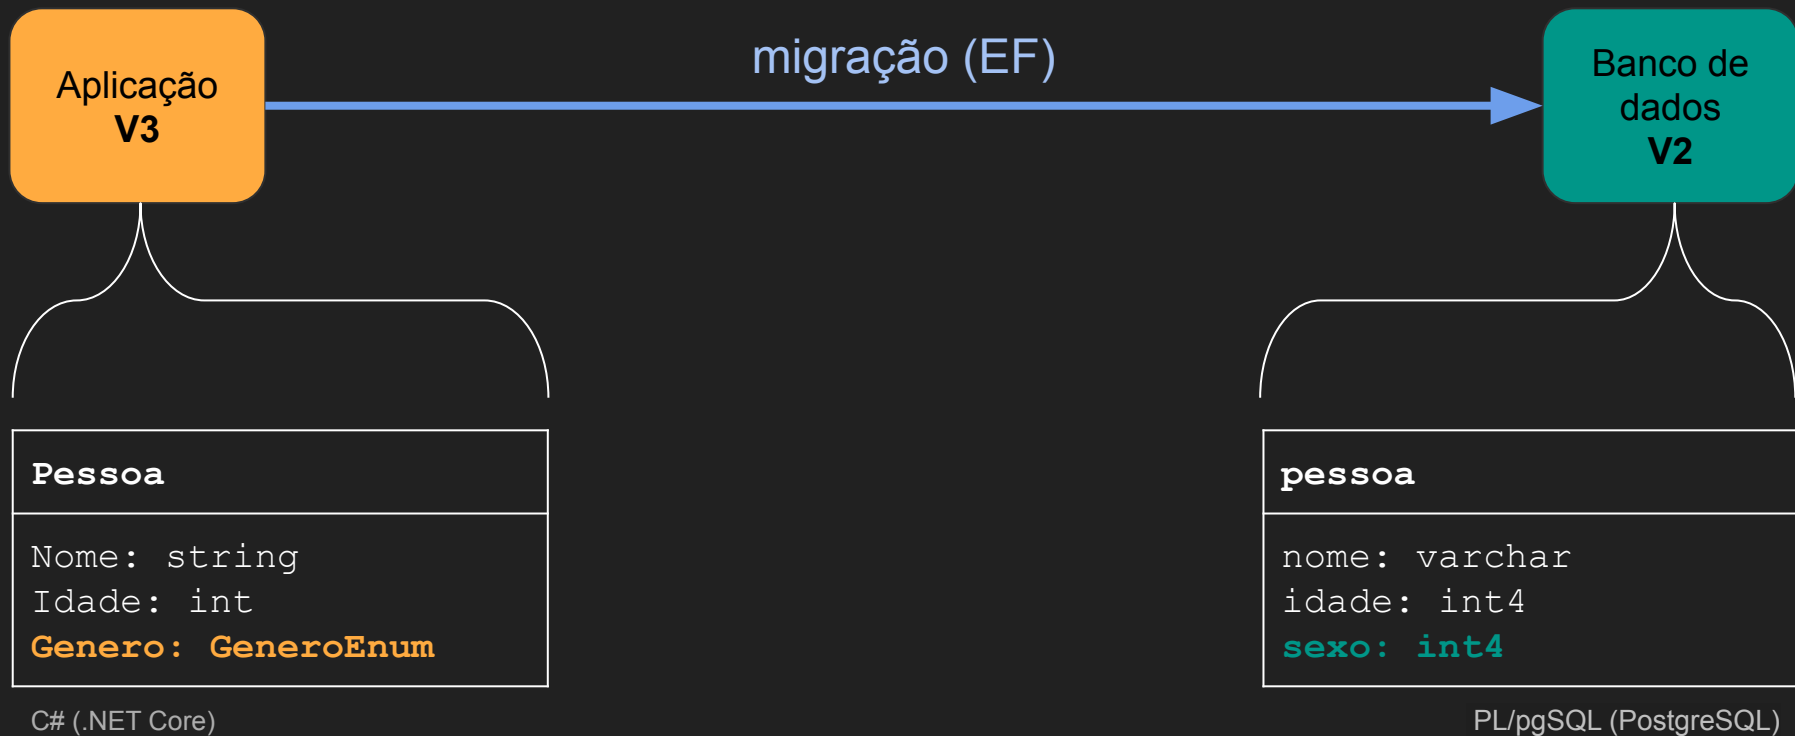 Aplicação
V3
migração (EF)
Banco de
dados
V2
Pessoa
Nome: string
Idade: int
Genero: GeneroEnum
C# (.NET Core)
pessoa
nome: varchar
idade: int4
sexo: int4
PL/pgSQL (PostgreSQL)